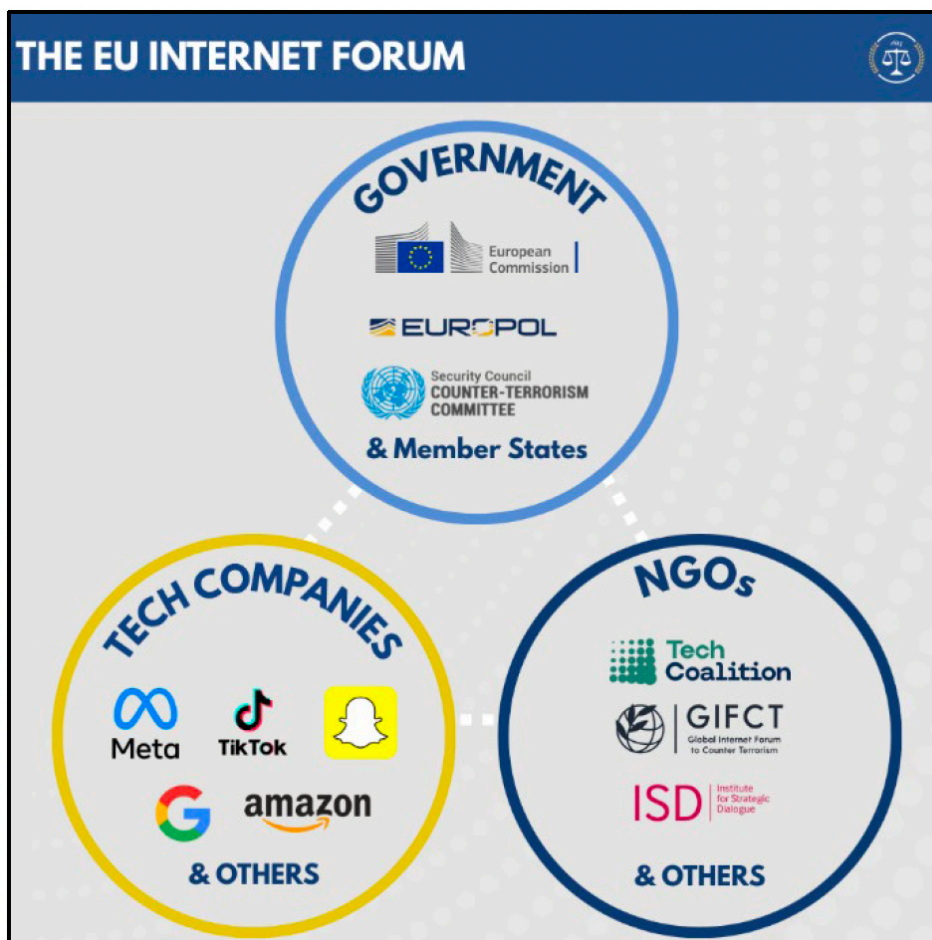 THE EU INTERNET FORUM
GOVERNMENT
European
Commission
EUROPOL
Security Council
COUNTER-TERRORISM
COMMITTEE
& Member States
TECH COMPANIES
Meta
TikTok
amazon
& OTHERS
NGOs
Tech
Coalition
GIFCT
Global Internet Forum
to Counter Terrorism
ISD
Institute
for Strategic
Dialogue
& OTHERS